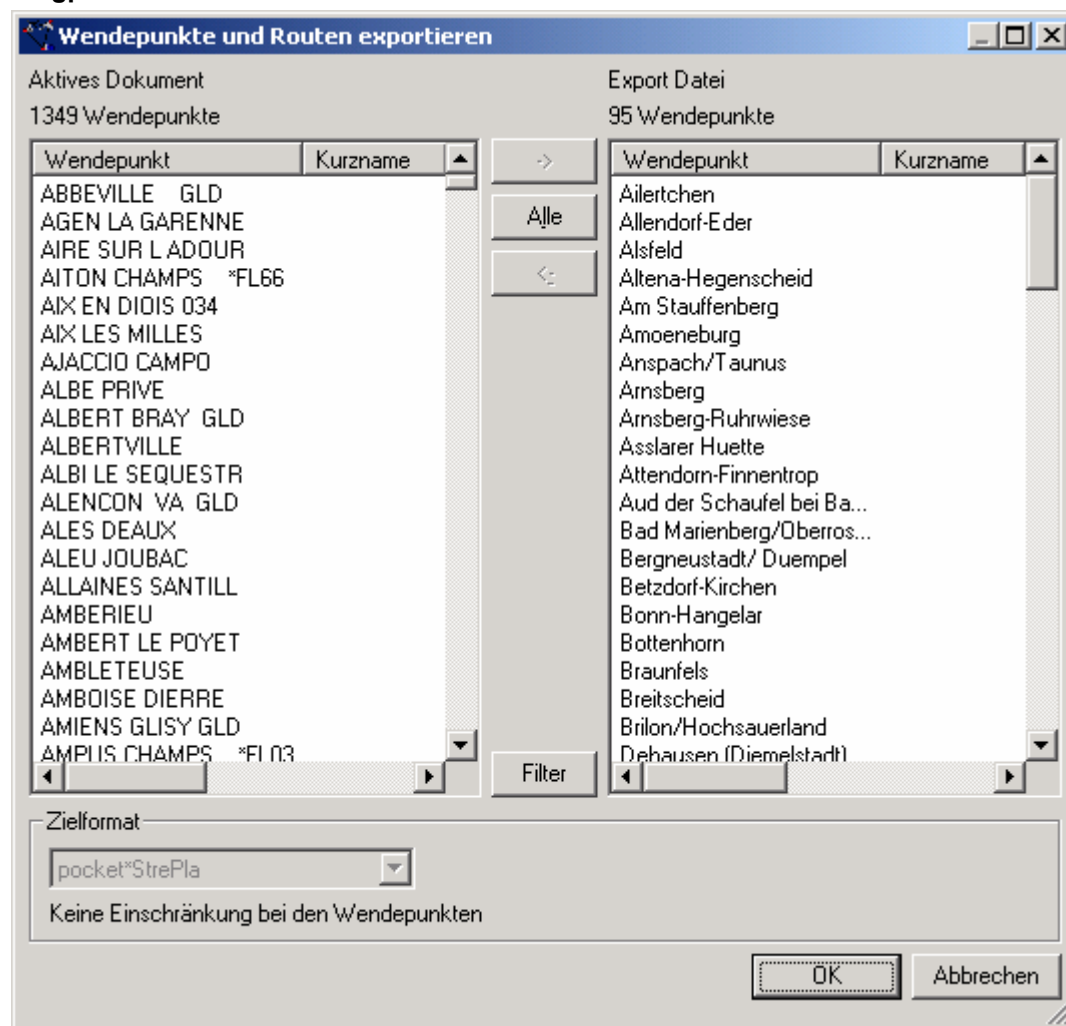 Wendepunkte und Routen exportieren
Aktives Dokument
1349 Wendepunkte
Wendepunkt Kurzname
ABBEVILLE GLD
AGEN LA GARENNE
AIRE SUR L ADOUR
AITON CHAMPS *FL66
AIX EN DIOIS 034
AIX LES MILLES
AJACCIO CAMPO
ALBE PRIVE
ALBERT BRAY GLD
ALBERTVILLE
ALBI LE SEQUESTR
ALENCON VA GLD
ALES DEAUX
ALEU JOUBAC
ALLAINES SANTILL
AMBERIEU
AMBERT LE POYET
AMBLETEUSE
AMBOISE DIERRE
AMIENS GLISY GLD
AMPUS CHAMPS *FL03
->
Alle
<-
Filter
Export Datei
95 Wendepunkte
Wendepunkt Kurzname
Ailertchen
Allendorf-Eder
Alsfeld
Altena-Hegenscheid
Am Stauffenberg
Amoeneburg
Anspach/Taunus
Arnsberg
Arnsberg-Ruhrwiese
Asslarer Huette
Attendorn-Finnentrop
Aud der Schaufel bei Ba...
Bad Marienberg/Oberros...
Bergneustadt/ Duempel
Betzdorf-Kirchen
Bonn-Hangelar
Bottenhorn
Braunfels
Breitscheid
Brilon/Hochsauerland
Dehausen (Diemelstadt)
Zielformat
pocket*StrePla
Keine Einschränkung bei den Wendepunkten
OK
Abbrechen